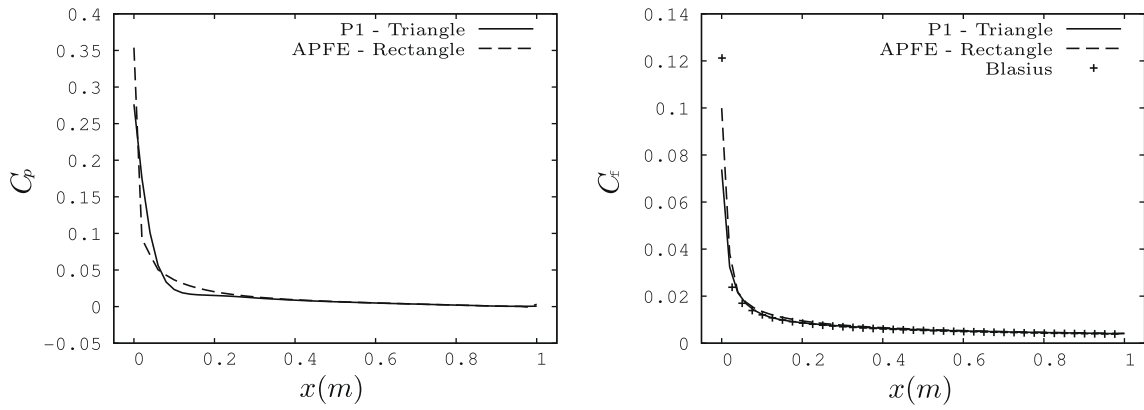 0.4
0.35
0.3
0.25
0.2
0.15
0.1
0.05
0
-0.05
Cp
P1 - Triangle
APFE - Rectangle
0 0.2 0.4 0.6 0.8 1
x(m)
0.14
0.12
0.1
0.08
0.06
0.04
0.02
0
Cf
P1 - Triangle
APFE - Rectangle
Blasius
0 0.2 0.4 0.6 0.8 1
x(m)